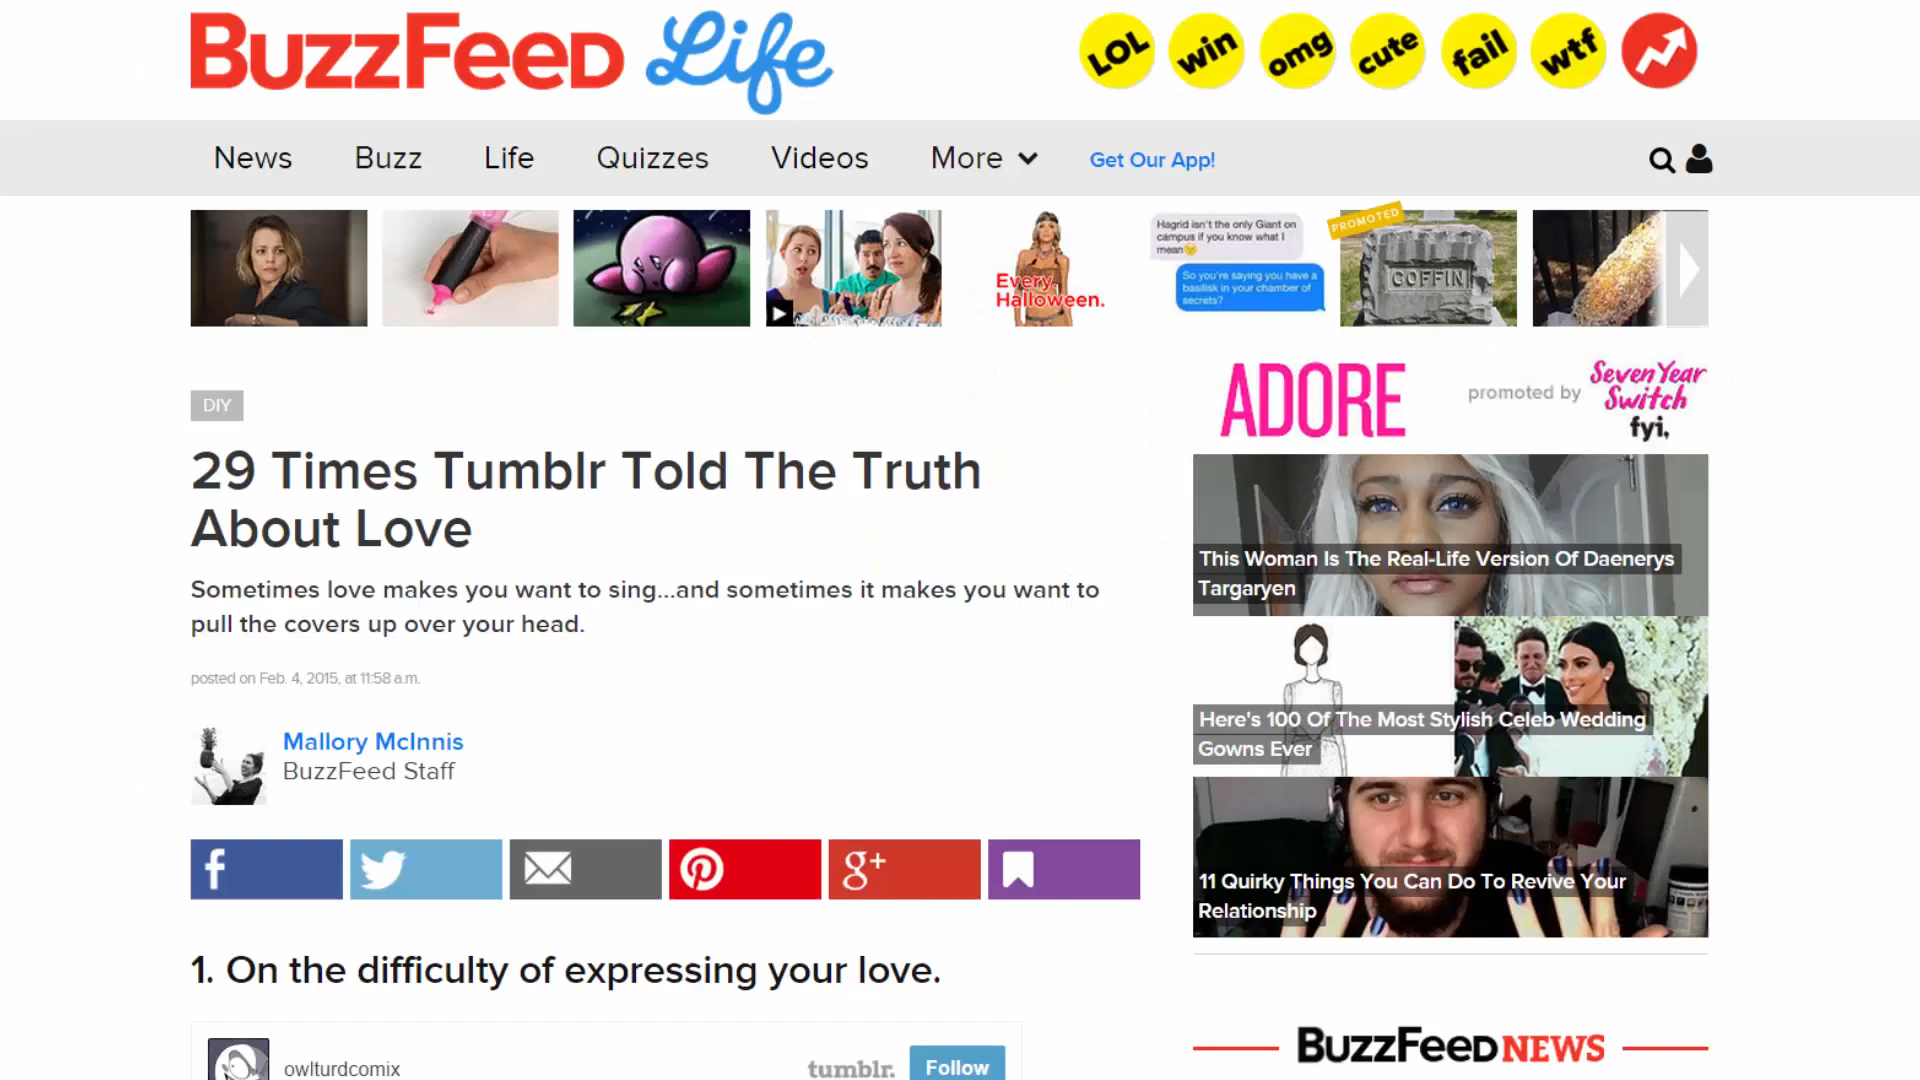 BuzzFeed Life
LOL
win
omg
cute
fail
wtf
News
Buzz
Life
Quizzes
Videos
More
Get Our App!
Every.
Halloween.
Hagrid isn't the only Giant on
campus if you know what I
mean
So you're saying you have a
basilisk in your chamber of
secrets?
PROMOTED
COFFIN
DIY
29 Times Tumblr Told The Truth
About Love
Sometimes love makes you want to sing...and sometimes it makes you want to
pull the covers up over your head.
posted on Feb. 4, 2015, at 11:58 a.m.
Mallory McInnis
BuzzFeed Staff
f
g+
1. On the difficulty of expressing your love.
owlturdcomix
tumblr.
Follow
ADORE
promoted by
Seven Year
Switch
fyi,
This Woman Is The Real-Life Version Of Daenerys
Targaryen
Here's 100 Of The Most Stylish Celeb Wedding
Gowns Ever
11 Quirky Things You Can Do To Revive Your
Relationship
BuzzFeed NEWS